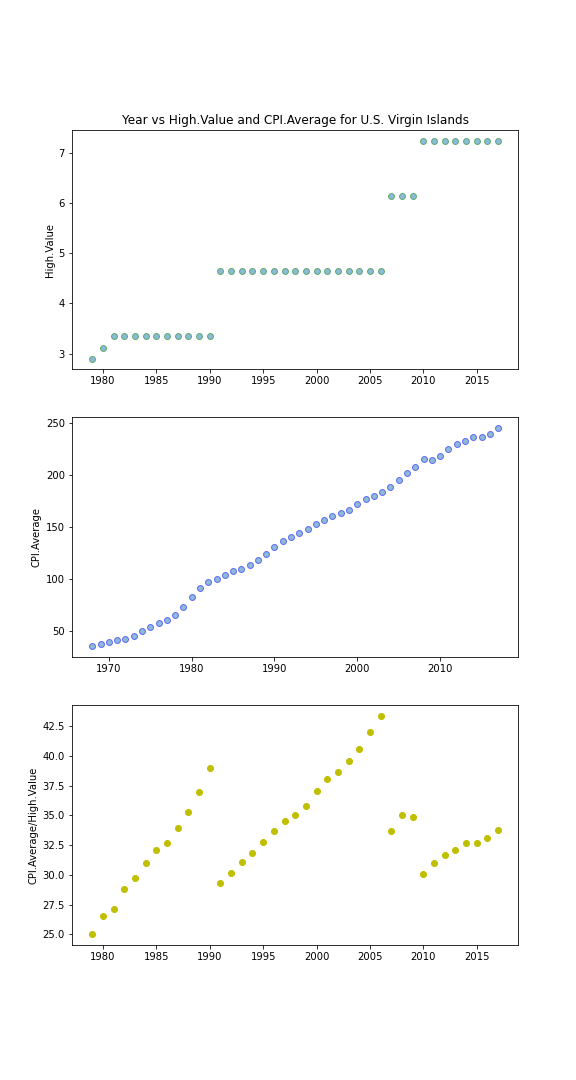 Year vs High.Value and CPI.Average for U.S. Virgin Islands
High.Value
7
6
5
4
3
1980 1985 1990 1995 2000 2005 2010 2015
CPI.Average
250
200
150
100
50
1970 1980 1990 2000 2010
CPI.Average/High.Value
42.5
40.0
37.5
35.0
32.5
30.0
27.5
25.0
1980 1985 1990 1995 2000 2005 2010 2015